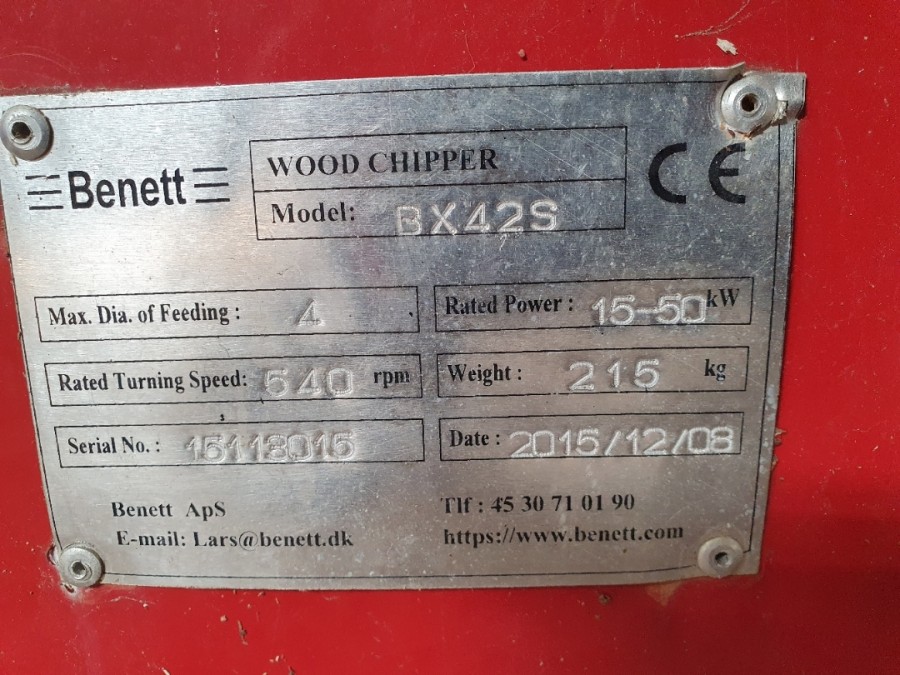 Benett
WOOD CHIPPER
Model: BX42S
CE
Max. Dia. of Feeding : 4
Rated Power : 15-50 kW
Rated Turning Speed: 540 rpm
Weight : 215 kg
Serial No. : 15113015
Date : 2015/12/08
Benett ApS
Tlf : 45 30 71 01 90
E-mail: Lars@benett.dk
https://www.benett.com